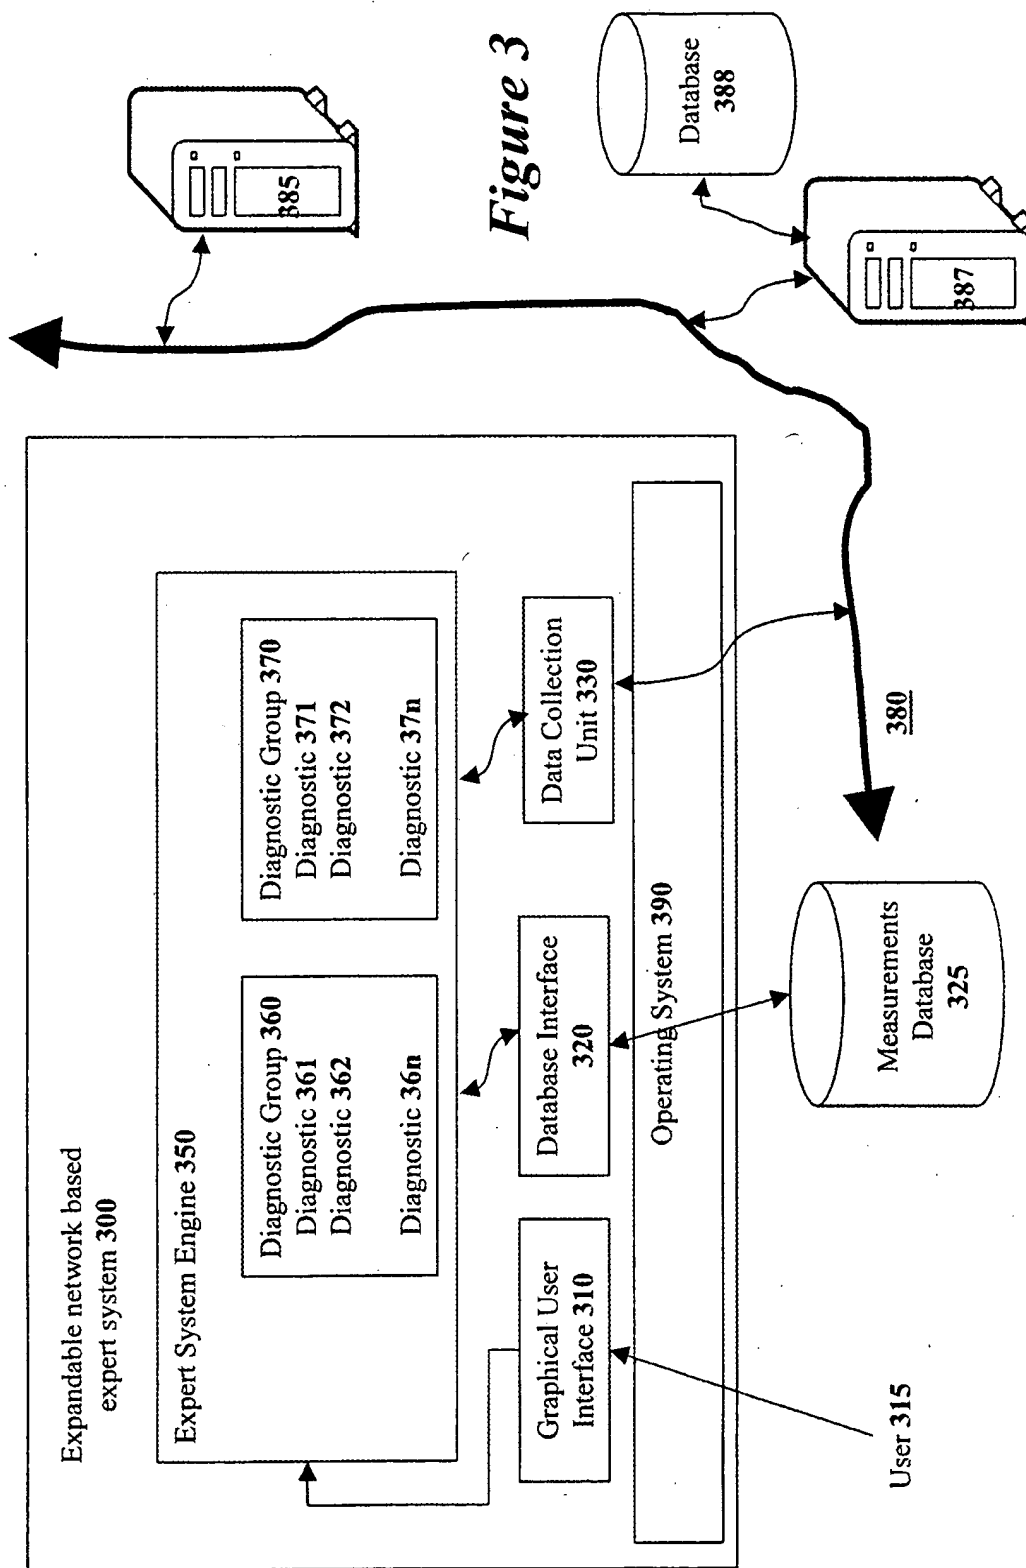 Expandable network based
expert system 300
Expert System Engine 350
Diagnostic Group 360
Diagnostic 361
Diagnostic 362
Diagnostic 36n
Diagnostic Group 370
Diagnostic 371
Diagnostic 372
Diagnostic 37n
Graphical User
Interface 310
Database Interface
320
Data Collection
Unit 330
Operating System 390
User 315
Measurements
Database
325
380
385
Figure 3
Database
388
387